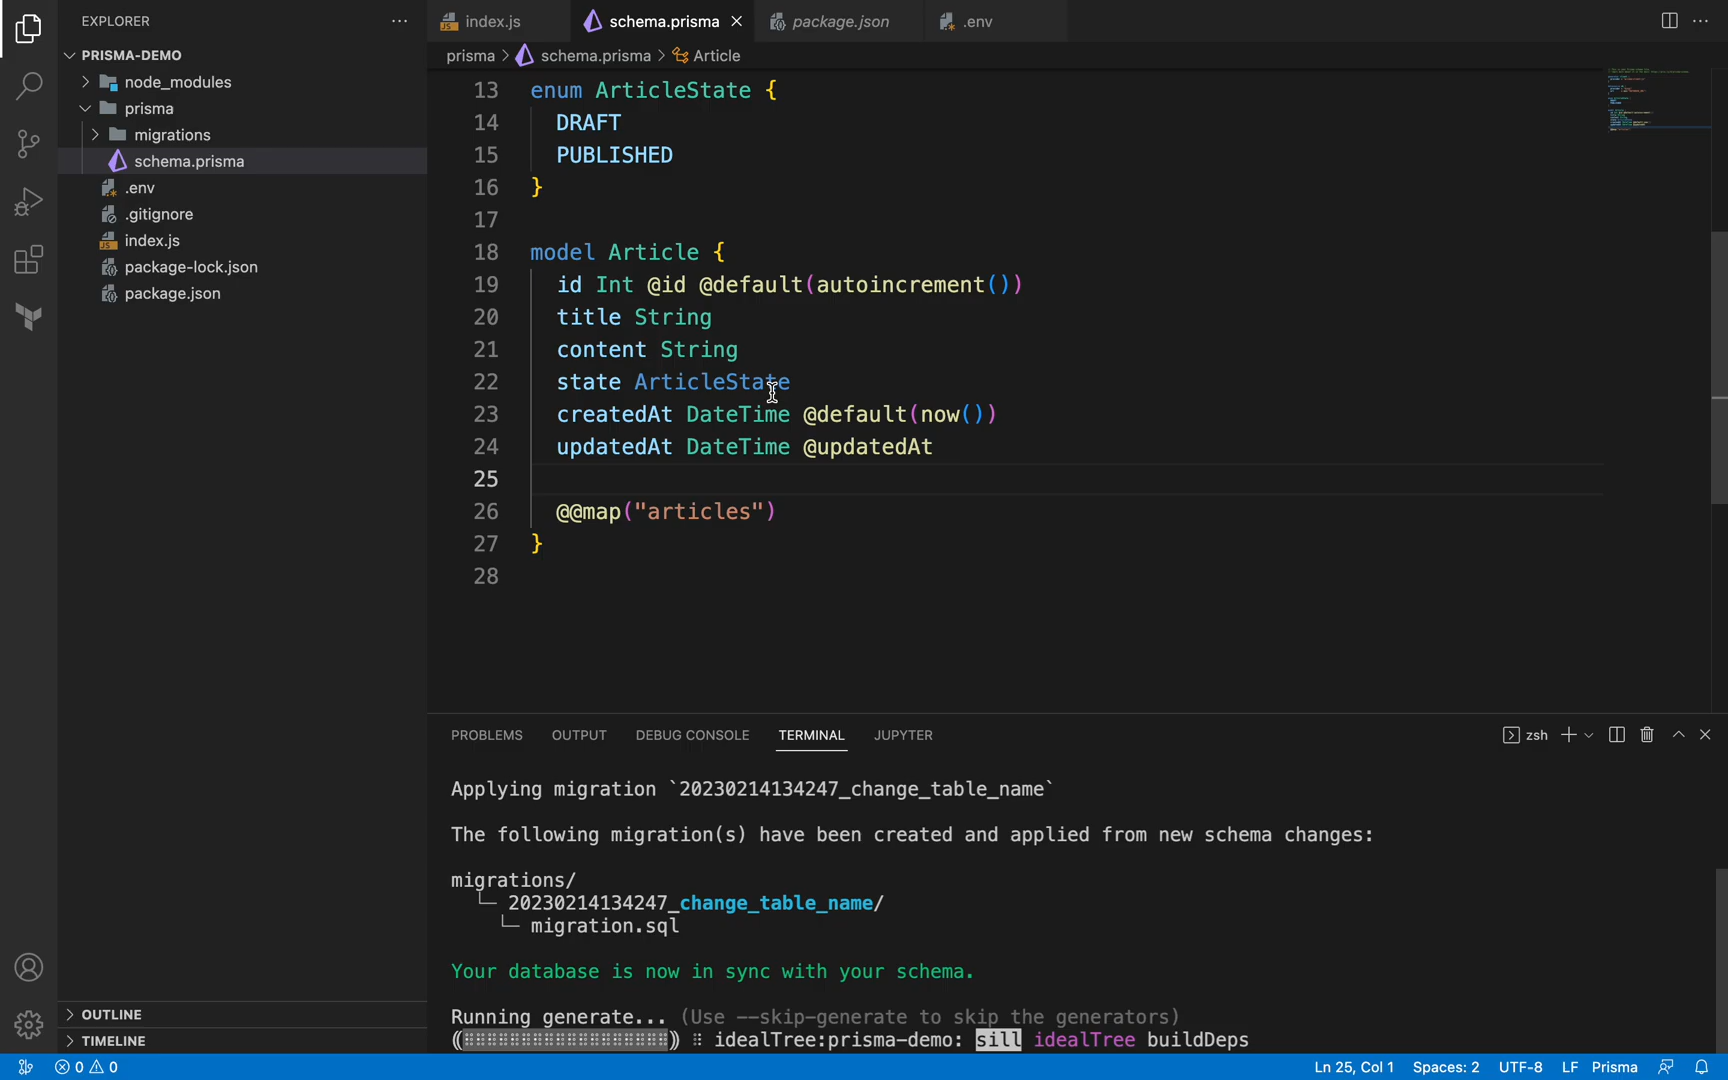 EXPLORER
PRISMA-DEMO
node_modules
prisma
migrations
schema.prisma
.env
.gitignore
index.js
package-lock.json
package.json
OUTLINE
TIMELINE
index.js
schema.prisma
package.json
.env
prisma > schema.prisma > Article
13 enum ArticleState {
14 DRAFT
15 PUBLISHED
16 }
17
18 model Article {
19 id Int @id @default(autoincrement())
20 title String
21 content String
22 state ArticleState
23 createdAt DateTime @default(now())
24 updatedAt DateTime @updatedAt
25
26 @@map("articles")
27 }
28
PROBLEMS OUTPUT DEBUG CONSOLE TERMINAL JUPYTER
zsh
Applying migration `20230214134247_change_table_name`
The following migration(s) have been created and applied from new schema changes:
migrations/
└─ 20230214134247_change_table_name/
└─ migration.sql
Your database is now in sync with your schema.
Running generate... (Use --skip-generate to skip the generators)
(⠿⠿⠿⠿⠿⠿⠿⠿⠿⠿⠿⠿⠿⠿⠿⠿⠿⠿) ⠿ idealTree:prisma-demo: sill idealTree buildDeps
0 0
Ln 25, Col 1 Spaces: 2 UTF-8 LF Prisma